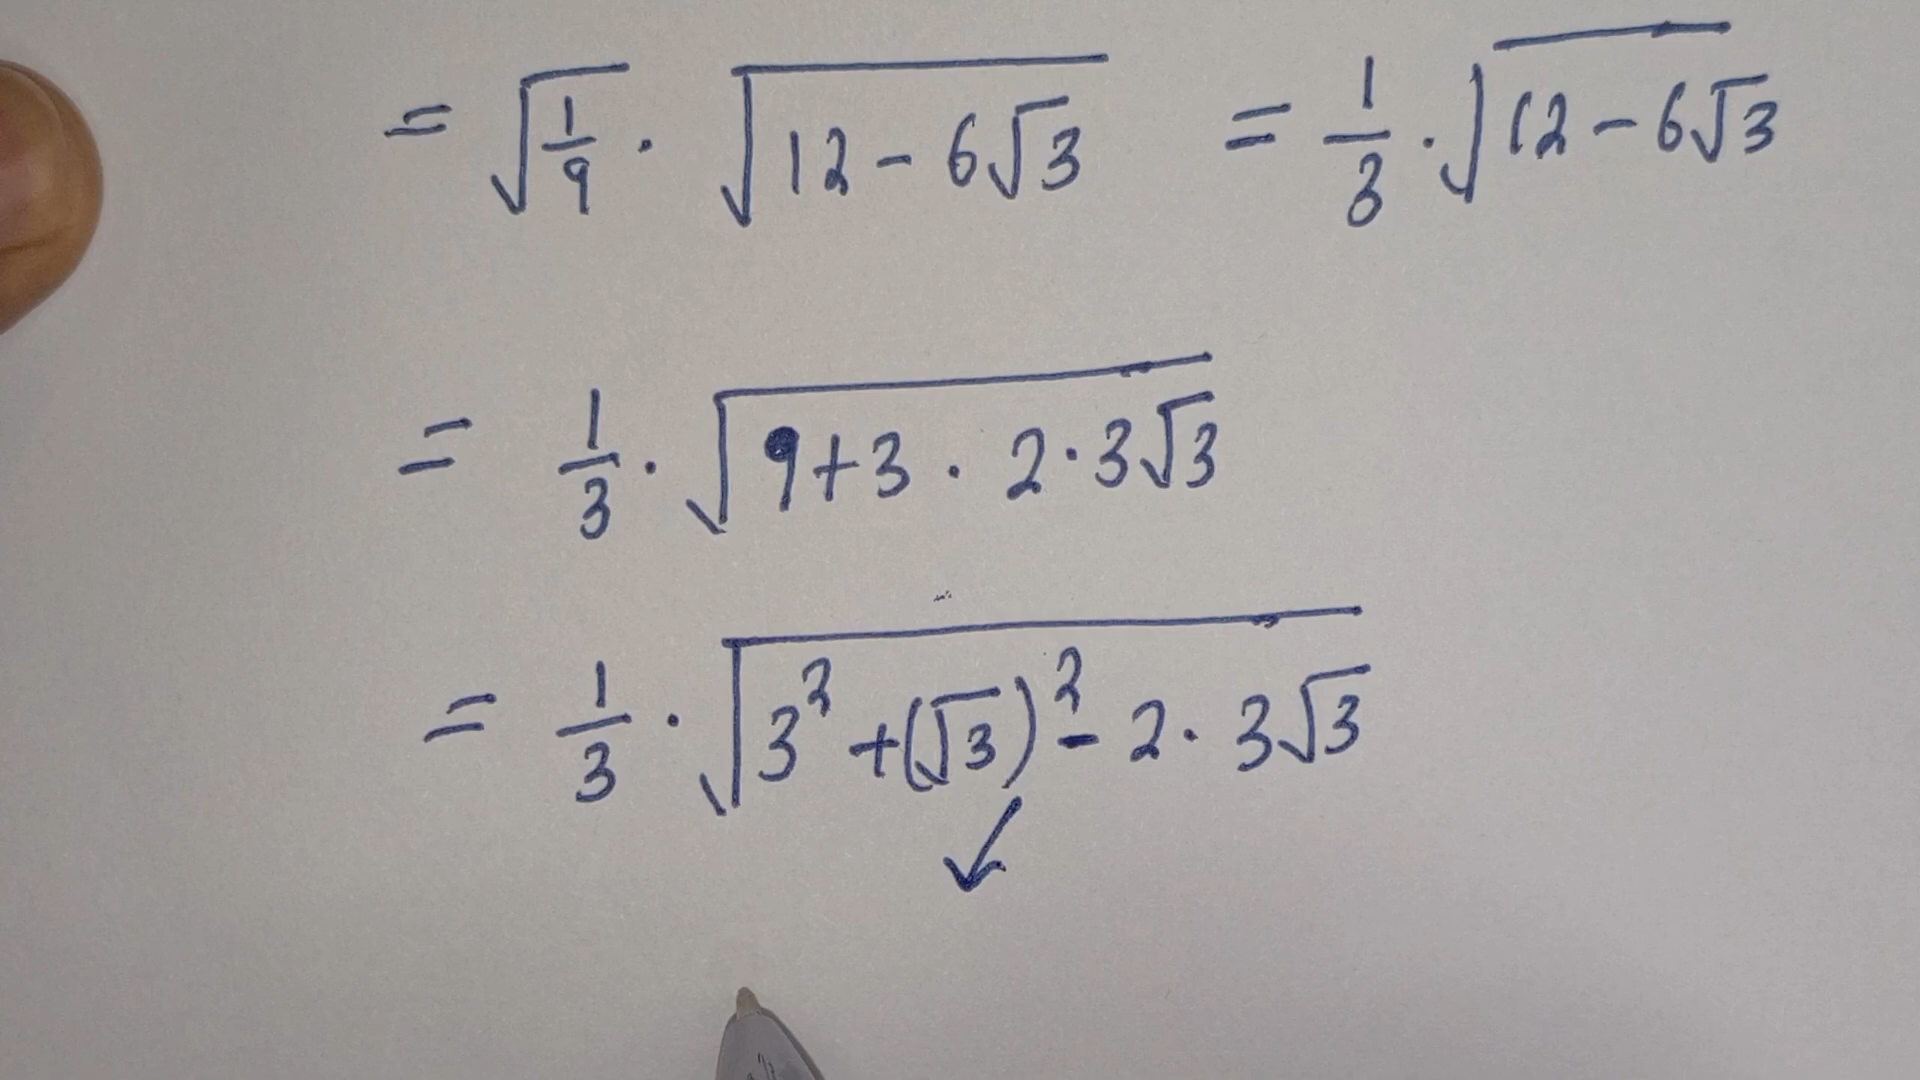 = √(1/9) · √(12 - 6√3) = 1/3 · √(12 - 6√3)
= 1/3 · √(9 + 3 · 2 · 3√3)
= 1/3 · √(3² + (√3)² - 2 · 3√3)